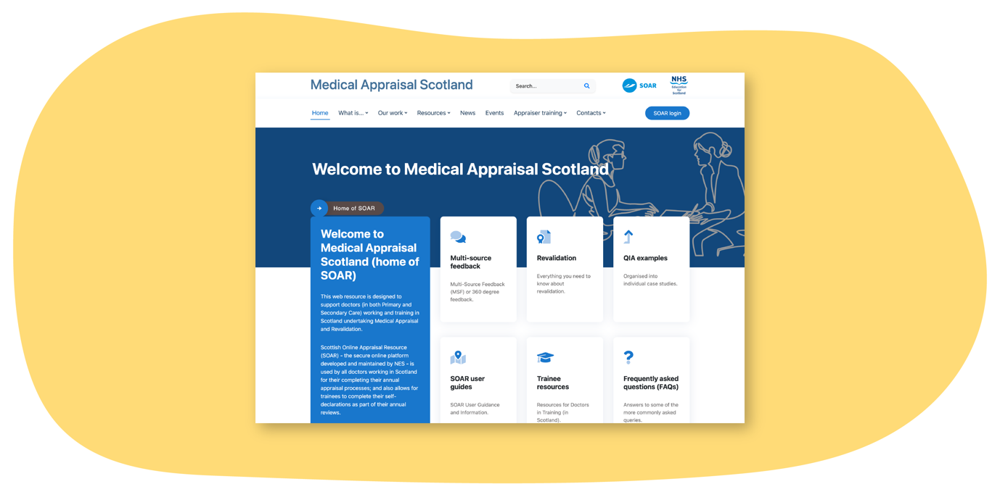 Medical Appraisal Scotland
Search...
SOAR
NHS
Education
for
Scotland
Home What is... Our work Resources News Events Appraiser training Contacts SOAR login
Welcome to Medical Appraisal Scotland
Home of SOAR
Welcome to
Medical Appraisal
Scotland (home of
SOAR)
This web resource is designed to
support doctors (in both Primary and
Secondary Care) working and training in
Scotland undertaking Medical Appraisal
and Revalidation.
Scottish Online Appraisal Resource
(SOAR) - the secure online platform
developed and maintained by NES - is
used by all doctors working in Scotland
for their completing their annual
appraisal processes; and also allows for
trainees to complete their self-
declarations as part of their annual
reviews.
Multi-source
feedback
Multi-Source Feedback
(MSF) or 360 degree
feedback.
Revalidation
Everything you need to
know about
revalidation.
QIA examples
Organised into
individual case studies.
SOAR user
guides
SOAR User Guidance
and Information.
Trainee
resources
Resources for Doctors
in Training (in
Scotland).
Frequently asked
questions (FAQs)
Answers to some of the
more commonly asked
queries.